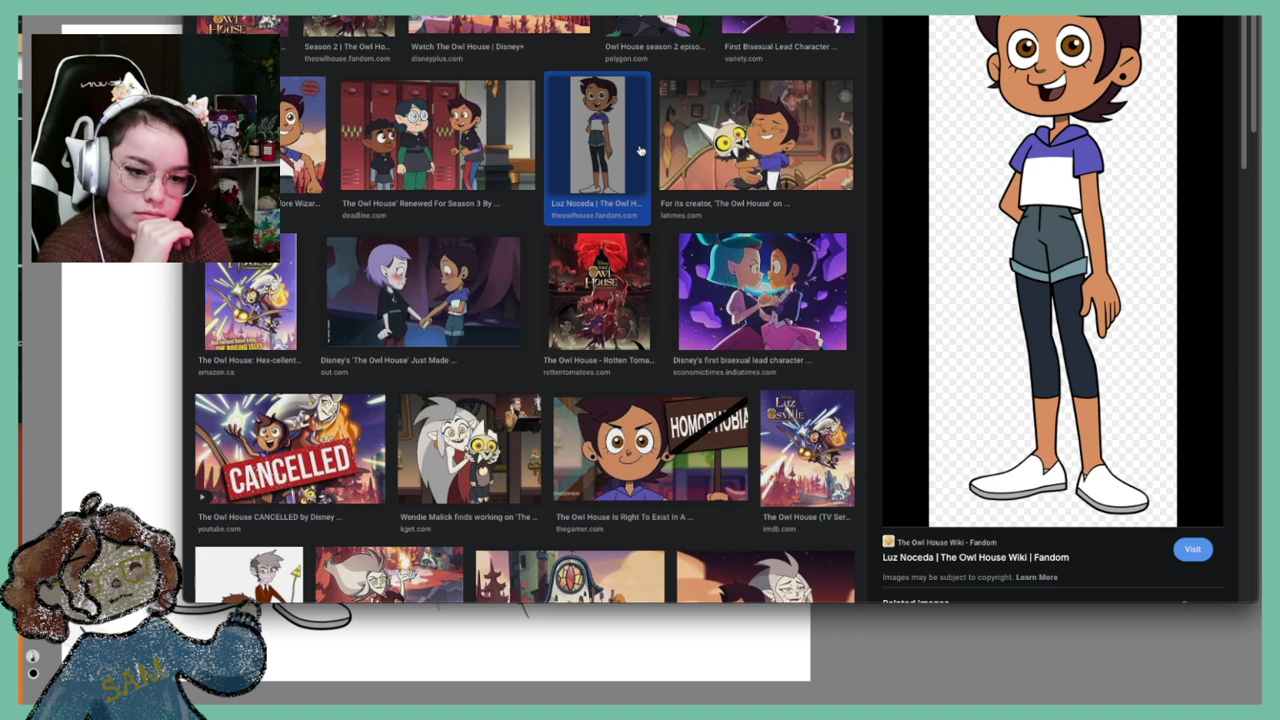 Season 2 | The Owl Ho...
theowlhouse.fandom.com
Watch The Owl House | Disney+
disneyplus.com
Owl House season 2 episo...
polygon.com
First Bisexual Lead Character ...
variety.com
ore Wizar...
The Owl House' Renewed For Season 3 By ...
deadline.com
Luz Noceda | The Owl H...
theowlhouse.fandom.com
For its creator, 'The Owl House' on ...
latimes.com
THE
OWL
HOUSE
The Owl House: Hex-cellent...
amazon.ca
Disney's 'The Owl House' Just Made ...
out.com
The Owl House - Rotten Toma...
rottentomatoes.com
Disney's first bisexual lead character ...
economictimes.indiatimes.com
CANCELLED
HOMOPHOBIA
The Owl House CANCELLED by Disney ...
youtube.com
Wendie Malick finds working on 'The ...
kget.com
The Owl House Is Right To Exist In A ...
thegamer.com
The Owl House (TV Ser...
imdb.com
The Owl House Wiki - Fandom
Luz Noceda | The Owl House Wiki | Fandom
Visit
Images may be subject to copyright. Learn More
Related images
SAM